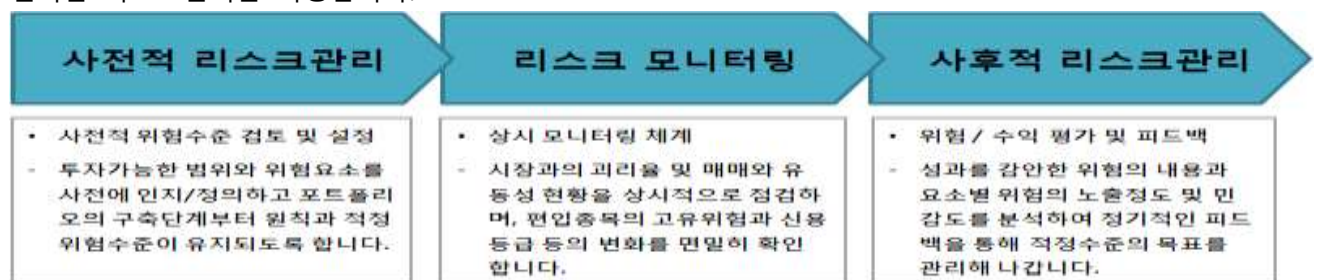 사전적 리스크관리
리스크 모니터링
사후적 리스크관리
• 사전적 위험수준 검토 및 설정
- 투자가능한 범위와 위험요소를
사전에 인지/정의하고 포트폴리
오의 구축단계부터 원칙과 적정
위험수준이 유지되도록 합니다.
• 상시 모니터링 체계
- 시장과의 괴리율 및 매매와 유
동성 현황을 상시적으로 점검하
며, 편입종목의 고유위험과 신용
등급 등의 변화를 면밀히 확인
합니다.
• 위험 / 수익 평가 및 피드백
- 성과를 감안한 위험의 내용과
요소별 위험의 노출정도 및 민
감도를 분석하여 정기적인 피드
백을 통해 적정수준의 목표를
관리해 나갑니다.